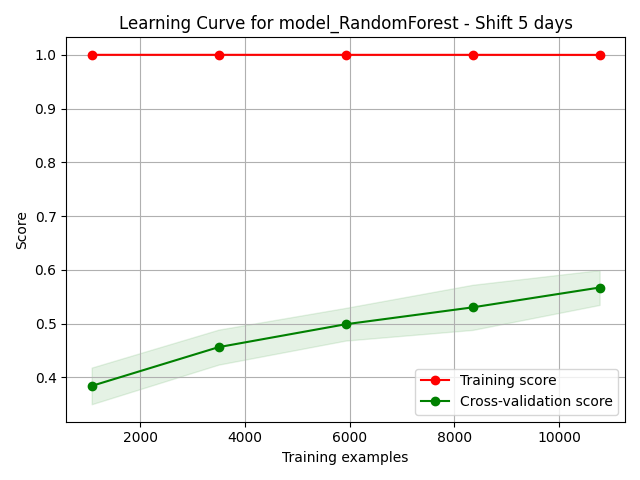 Learning Curve for model_RandomForest - Shift 5 days
1.0
0.9
0.8
0.7
0.6
0.5
0.4
Score
2000
4000
6000
8000
10000
Training examples
Training score
Cross-validation score